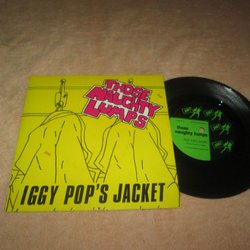 THOSE
NAUGHTY
LUMPS
IGGY POP'S JACKET
those
naughty lumps